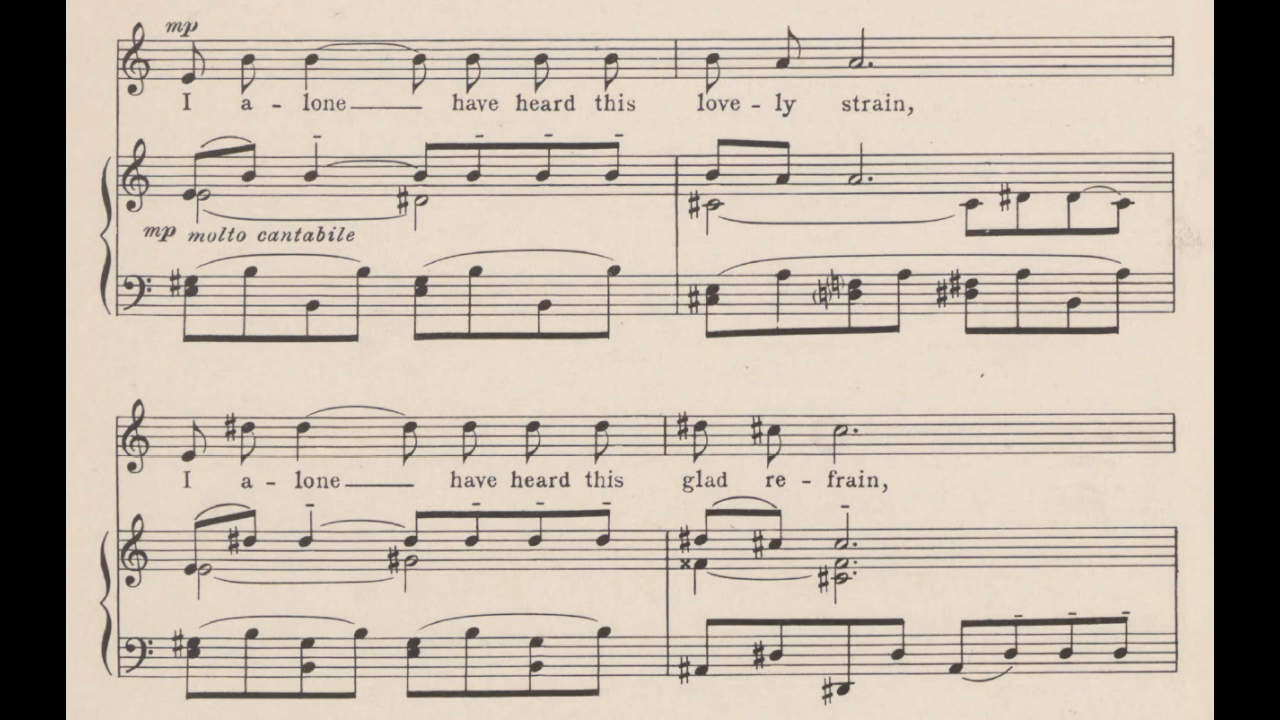 mp
I a - lone have heard this love - ly strain,
mp molto cantabile
I a - lone have heard this glad re - frain,